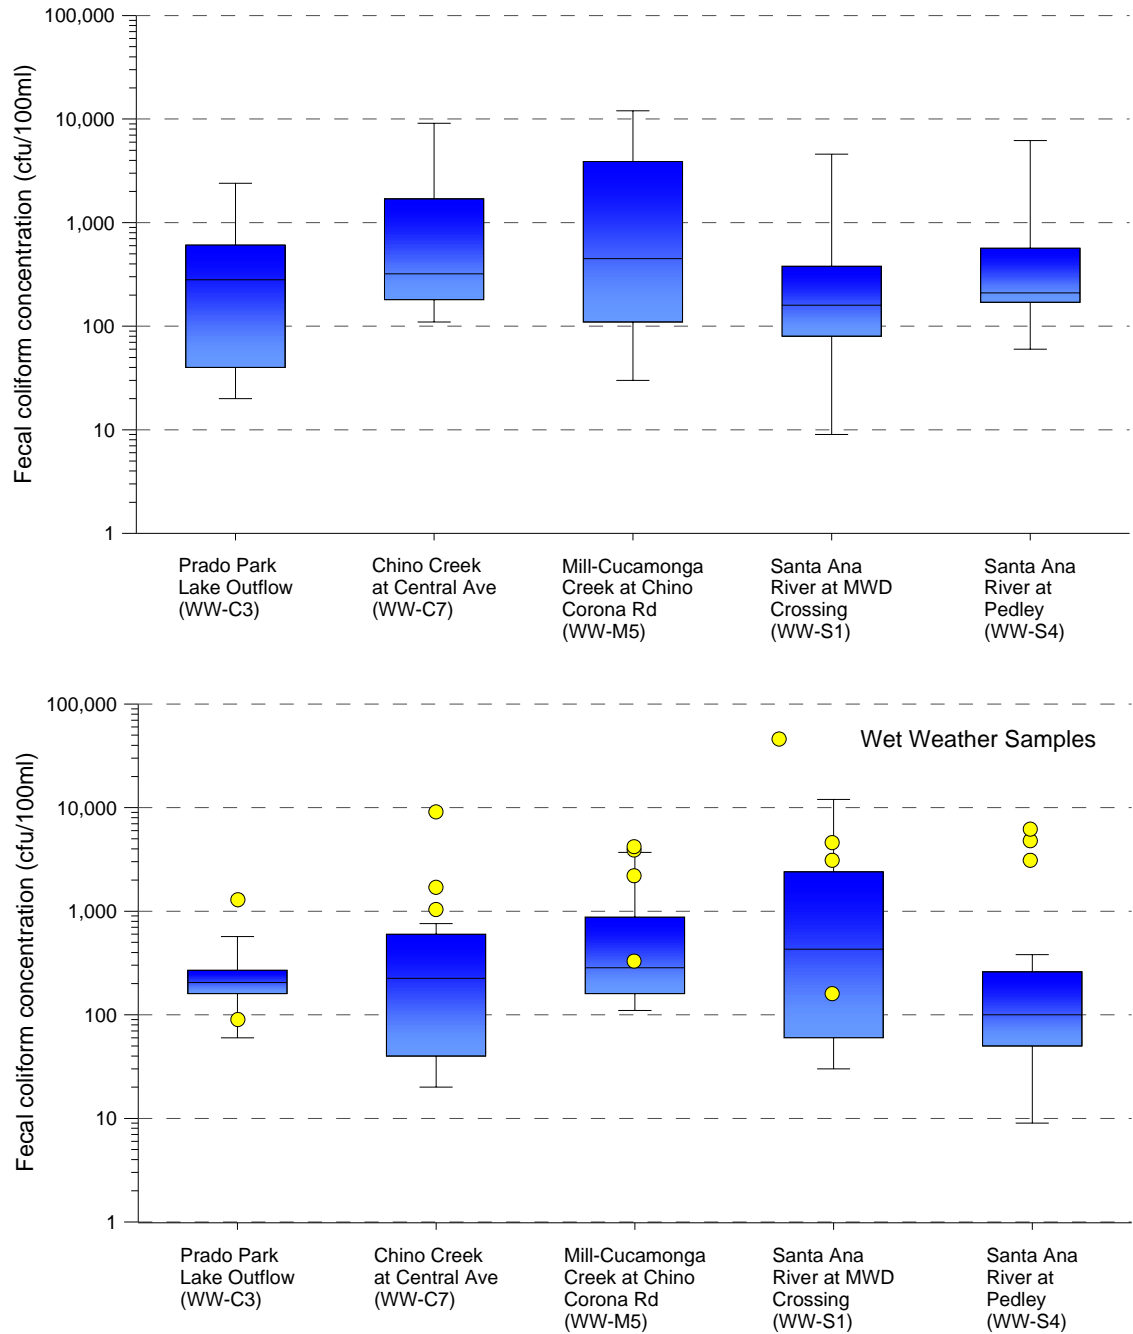 Fecal coliform concentration (cfu/100ml)
100,000
10,000
1,000
100
10
1
Prado Park
Lake Outflow
(WW-C3)
Chino Creek
at Central Ave
(WW-C7)
Mill-Cucamonga
Creek at Chino
Corona Rd
(WW-M5)
Santa Ana
River at MWD
Crossing
(WW-S1)
Santa Ana
River at
Pedley
(WW-S4)
Fecal coliform concentration (cfu/100ml)
100,000
10,000
1,000
100
10
1
Wet Weather Samples
Prado Park
Lake Outflow
(WW-C3)
Chino Creek
at Central Ave
(WW-C7)
Mill-Cucamonga
Creek at Chino
Corona Rd
(WW-M5)
Santa Ana
River at MWD
Crossing
(WW-S1)
Santa Ana
River at
Pedley
(WW-S4)